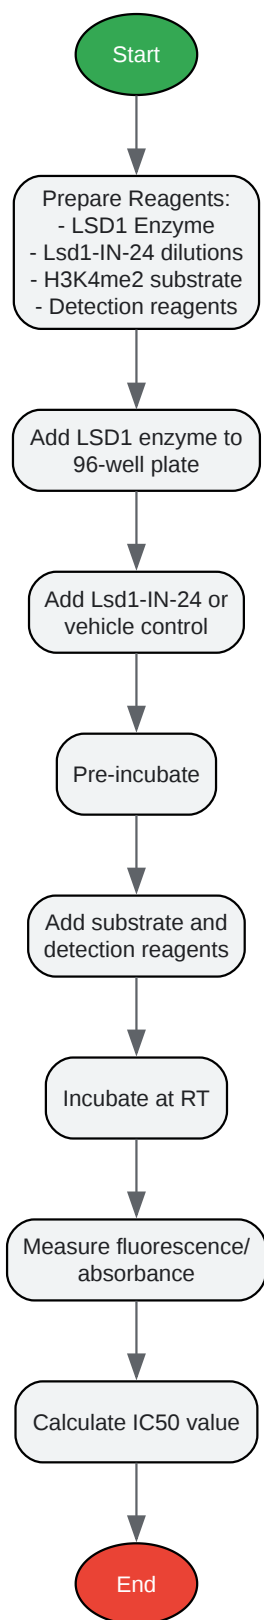 Start
Prepare Reagents:
- LSD1 Enzyme
- Lsd1-IN-24 dilutions
- H3K4me2 substrate
- Detection reagents
Add LSD1 enzyme to
96-well plate
Add Lsd1-IN-24 or
vehicle control
Pre-incubate
Add substrate and
detection reagents
Incubate at RT
Measure fluorescence/
absorbance
Calculate IC50 value
End